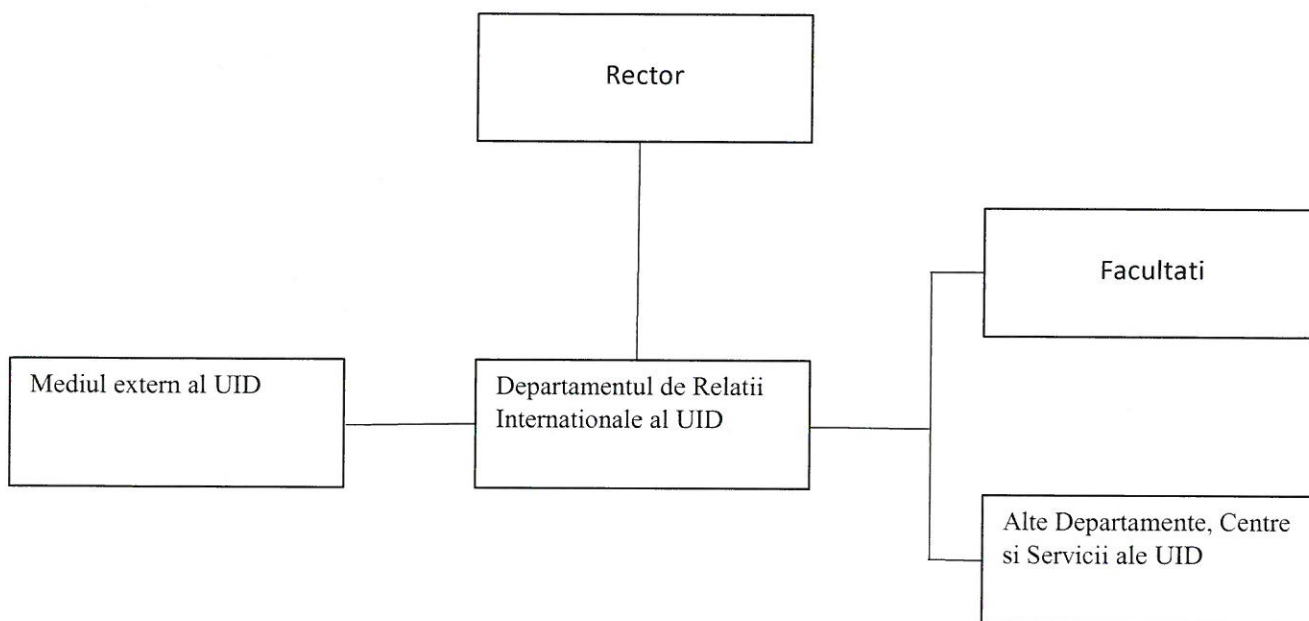 Rector
Facultati
Mediul extern al UID
Departamentul de Relatii
Internationale al UID
Alte Departamente, Centre
si Servicii ale UID